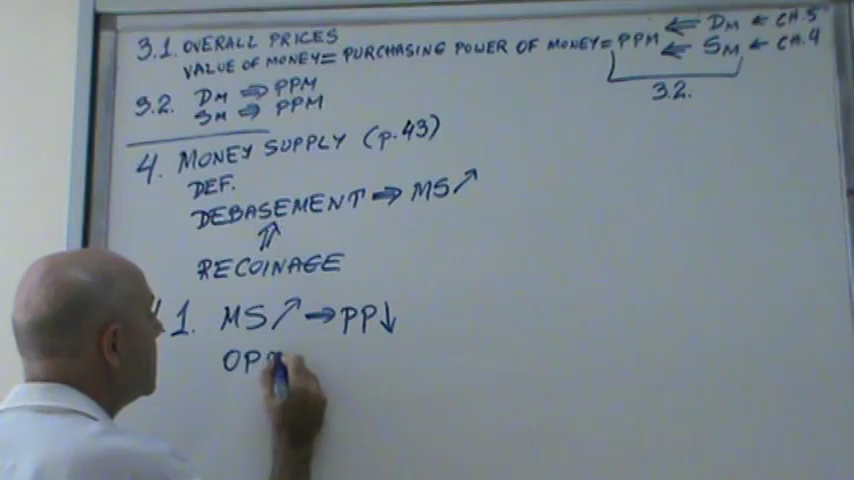 3.1. OVERALL PRICES
VALUE OF MONEY = PURCHASING POWER OF MONEY = PPM ⇐ DM ← CH.5
⇐ SM ← CH.4
3.2.
3.2. DM ⇒ PPM
SM ⇒ PPM
4. MONEY SUPPLY (p.43)
DEF.
DEBASEMENT ⇒ MS↗
⇑
RECOINAGE
1. MS↗ → PP↓
OP